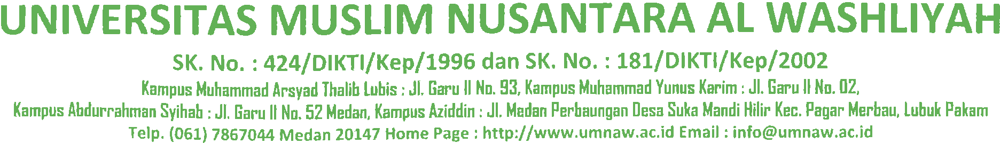 UNIVERSITAS MUSLIM NUSANTARA AL WASHLIYAH
SK. No. : 424/DIKTI/Kep/1996 dan SK. No. : 181/DIKTI/Kep/2002
Kampus Muhammad Arsyad Thalib Lubis : Jl. Garu II No. 93, Kampus Muhammad Yunus Karim : Jl. Garu II No. 02,
Kampus Abdurrahman Syihab : Jl. Garu II No. 52 Medan, Kampus Aziddin : Jl. Medan Perbaungan Desa Suka Mandi Hilir Kec. Pagar Merbau, Lubuk Pakam
Telp. (061) 7867044 Medan 20147 Home Page : http://www.umnaw.ac.id Email : info@umnaw.ac.id